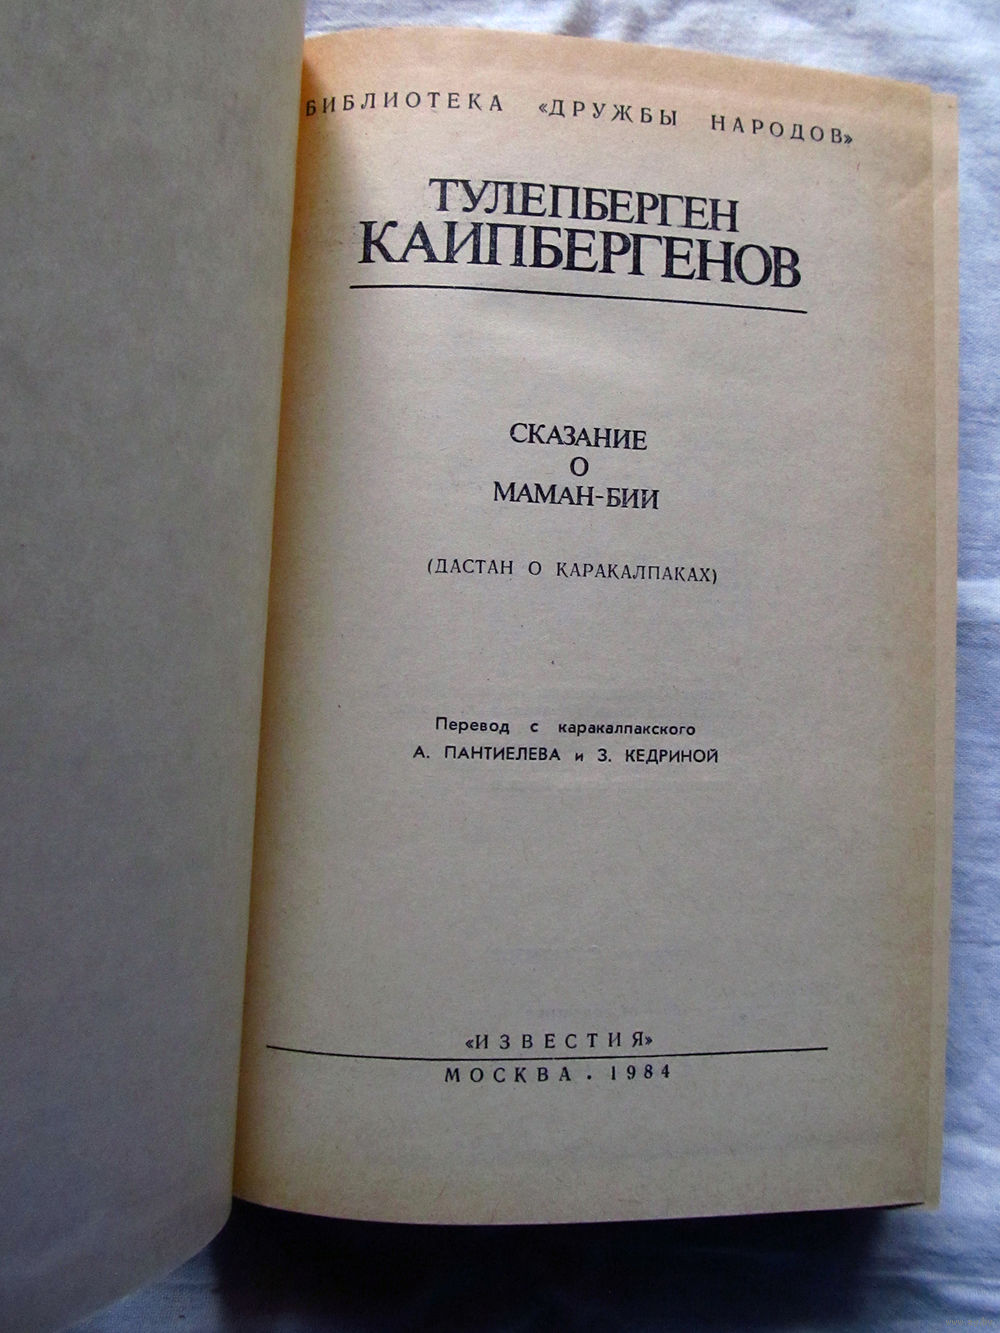 БИБЛИОТЕКА «ДРУЖБЫ НАРОДОВ»
ТУЛЕПБЕРГЕН
КАИПБЕРГЕНОВ
СКАЗАНИЕ
О
МАМАН-БИИ
(ДАСТАН О КАРАКАЛПАКАХ)
Перевод с каракалпакского
А. ПАНТИЕЛЕВА и З. КЕДРИНОЙ
«ИЗВЕСТИЯ»
МОСКВА . 1984